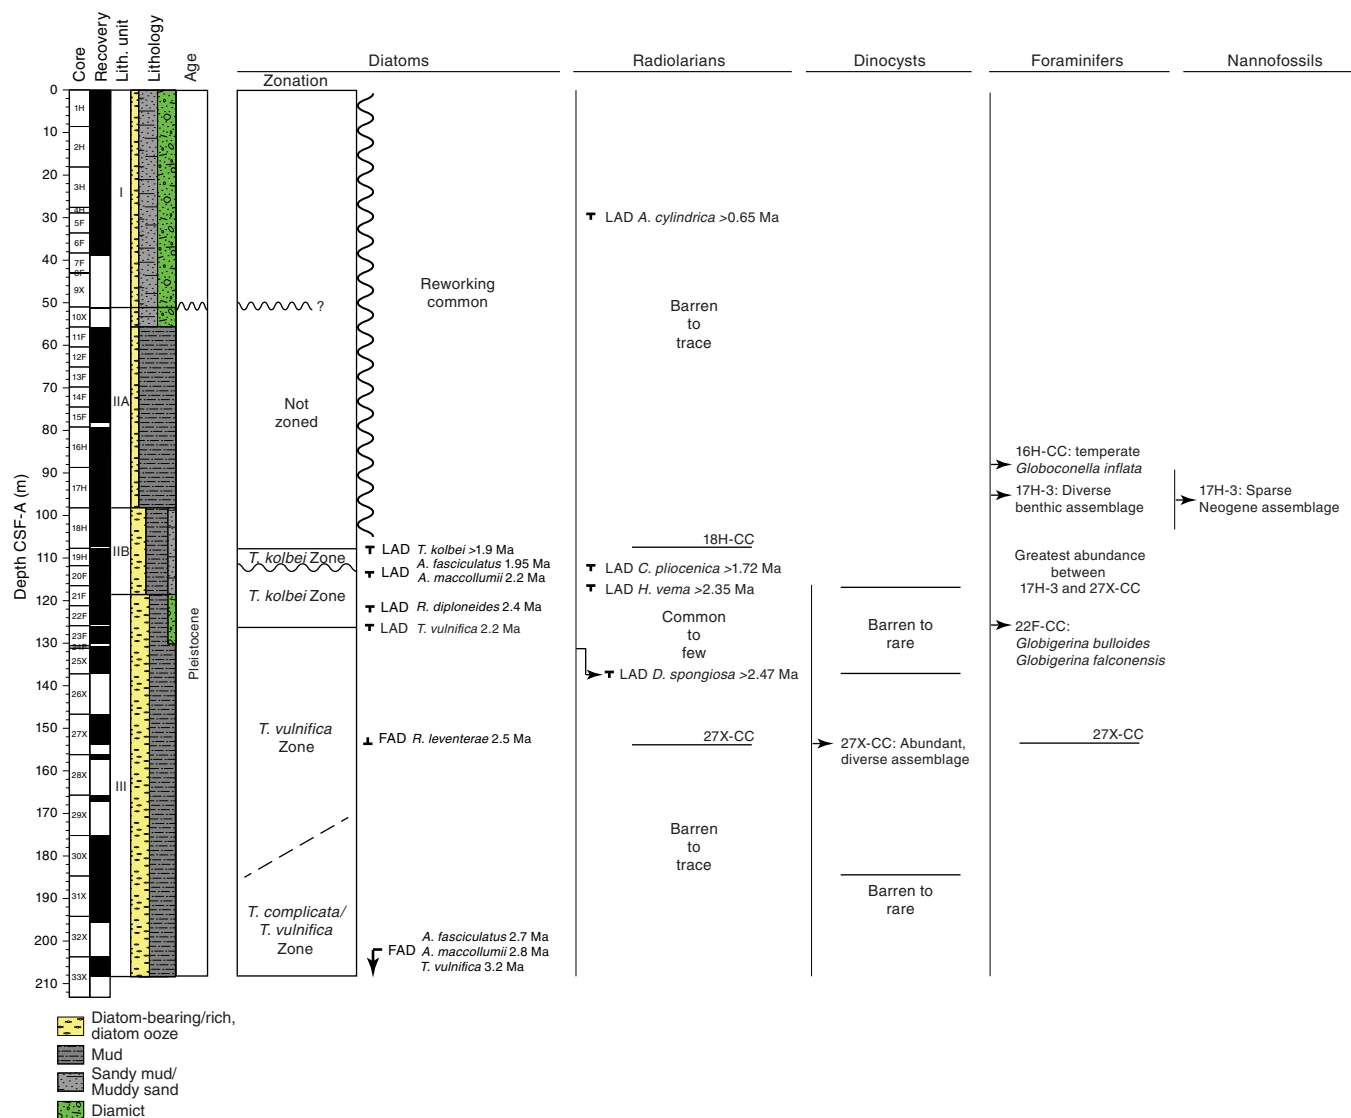 Core
Recovery
Lith. unit
Lithology
Age
Diatoms
Radiolarians
Dinocysts
Foraminifers
Nannofossils
Zonation
Depth CSF-A (m)
0
10
20
30
40
50
60
70
80
90
100
110
120
130
140
150
160
170
180
190
200
210
1H
2H
3H
4H
5F
6F
7F
8F
9X
10X
11F
12F
13F
14F
15F
16H
17H
18H
19H
20F
21F
22F
23F
24F
25X
26X
27X
28X
29X
30X
31X
32X
33X
I
IIA
IIB
III
Pleistocene
?
Not
zoned
T. kolbei Zone
T. kolbei Zone
T. vulnifica
Zone
T. complicata/
T. vulnifica
Zone
Reworking
common
LAD T. kolbei >1.9 Ma
A. fasciculatus 1.95 Ma
LAD
A. maccollumii 2.2 Ma
LAD R. diploneides 2.4 Ma
LAD T. vulnifica 2.2 Ma
FAD R. leventerae 2.5 Ma
A. fasciculatus 2.7 Ma
FAD A. maccollumii 2.8 Ma
T. vulnifica 3.2 Ma
LAD A. cylindrica >0.65 Ma
Barren
to
trace
18H-CC
LAD C. pliocenica >1.72 Ma
LAD H. vema >2.35 Ma
Common
to
few
LAD D. spongiosa >2.47 Ma
27X-CC
Barren
to
trace
Barren to
rare
27X-CC: Abundant,
diverse assemblage
Barren to
rare
16H-CC: temperate
Globoconella inflata
17H-3: Diverse
benthic assemblage
Greatest abundance
between
17H-3 and 27X-CC
22F-CC:
Globigerina bulloides
Globigerina falconensis
27X-CC
17H-3: Sparse
Neogene assemblage
Diatom-bearing/rich,
diatom ooze
Mud
Sandy mud/
Muddy sand
Diamict